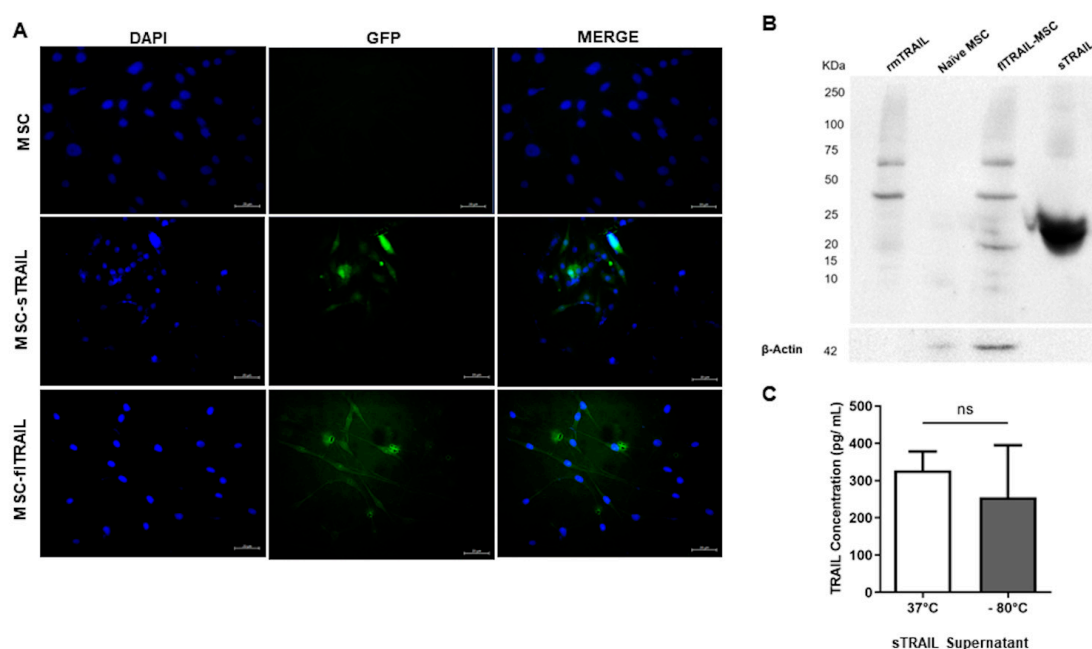 A
DAPI
GFP
MERGE
MSC
MSC-sTRAIL
MSC-flTRAIL
B
KDa
rmTRAIL
Naïve MSC
flTRAIL-MSC
sTRAIL
250
100
75
50
25
20
15
10
β-Actin 42
C
TRAIL Concentration (pg/ mL)
500
400
300
200
100
0
ns
37°C
- 80°C
sTRAIL Supernatant